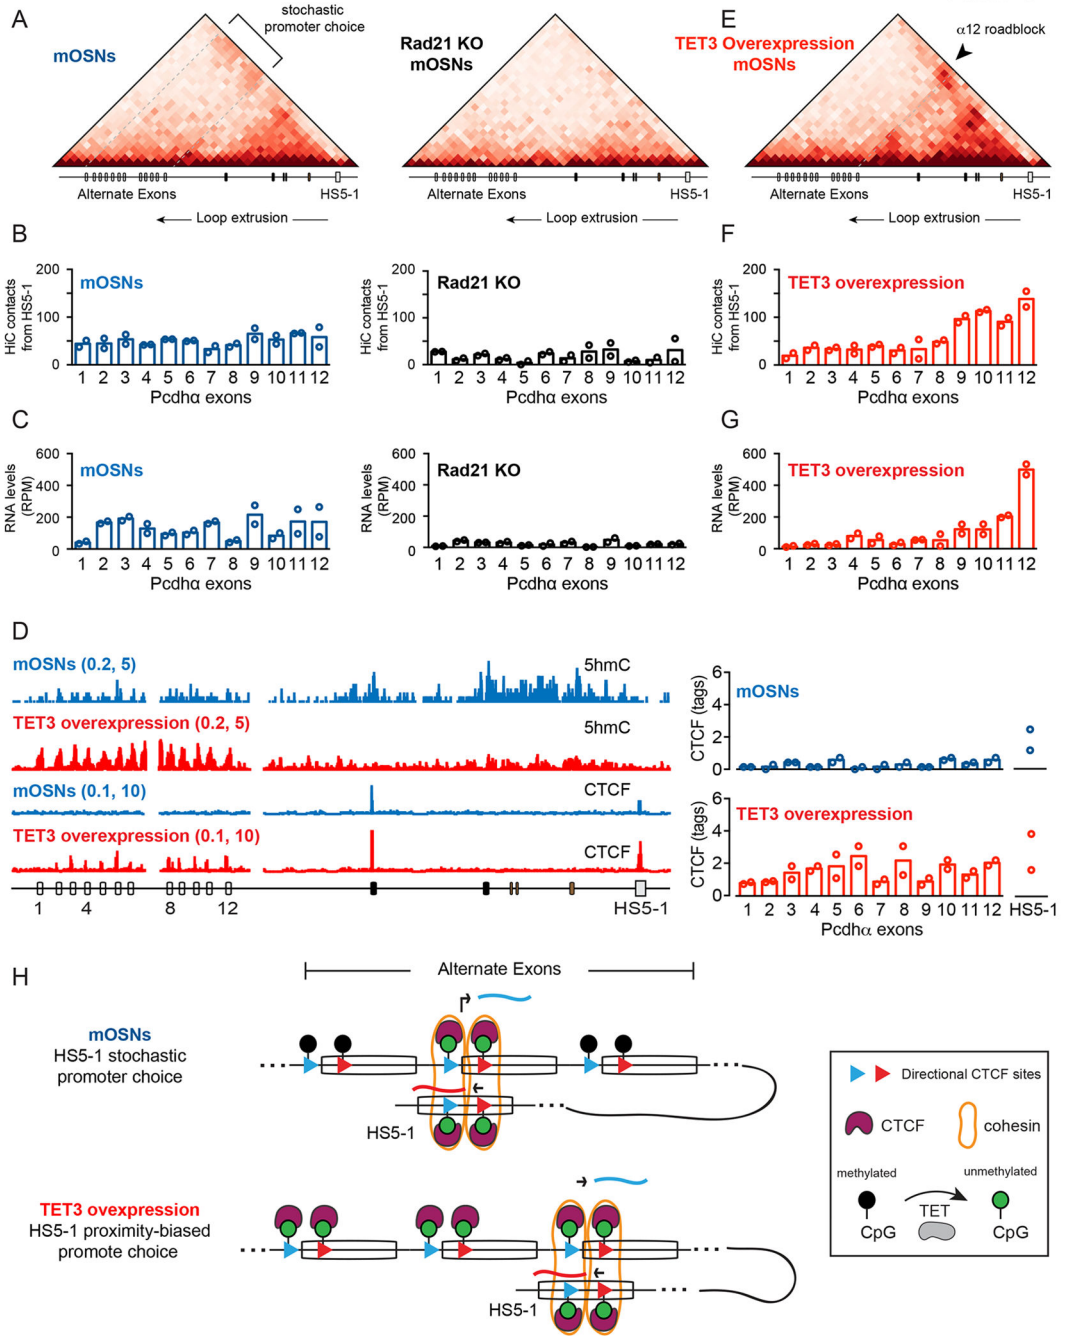 A
mOSNs
stochastic
promoter choice
Alternate Exons
HS5-1
Loop extrusion
Rad21 KO
mOSNs
Alternate Exons
HS5-1
Loop extrusion
E
TET3 Overexpression
mOSNs
α12 roadblock
Alternate Exons
HS5-1
Loop extrusion
B
HiC contacts
from HS5-1
200
100
0
mOSNs
1 2 3 4 5 6 7 8 9 10 11 12
Pcdhα exons
HiC contacts
from HS5-1
200
100
0
Rad21 KO
1 2 3 4 5 6 7 8 9 10 11 12
Pcdhα exons
F
HiC contacts
from HS5-1
200
100
0
TET3 overexpression
1 2 3 4 5 6 7 8 9 10 11 12
Pcdhα exons
C
RNA levels
(RPM)
600
400
200
0
mOSNs
1 2 3 4 5 6 7 8 9 10 11 12
Pcdhα exons
RNA levels
(RPM)
600
400
200
0
Rad21 KO
1 2 3 4 5 6 7 8 9 10 11 12
Pcdhα exons
G
RNA levels
(RPM)
600
400
200
0
TET3 overexpression
1 2 3 4 5 6 7 8 9 10 11 12
Pcdhα exons
D
mOSNs (0.2, 5)
5hmC
TET3 overexpression (0.2, 5)
5hmC
mOSNs (0.1, 10)
CTCF
TET3 overexpression (0.1, 10)
CTCF
1 4 8 12
HS5-1
CTCF (tags)
6
4
2
0
mOSNs
CTCF (tags)
6
4
2
0
TET3 overexpression
1 2 3 4 5 6 7 8 9 10 11 12 HS5-1
Pcdhα exons
H
Alternate Exons
mOSNs
HS5-1 stochastic
promoter choice
HS5-1
TET3 ovexpression
HS5-1 proximity-biased
promote choice
HS5-1
Directional CTCF sites
CTCF
cohesin
methylated
unmethylated
TET
CpG
CpG